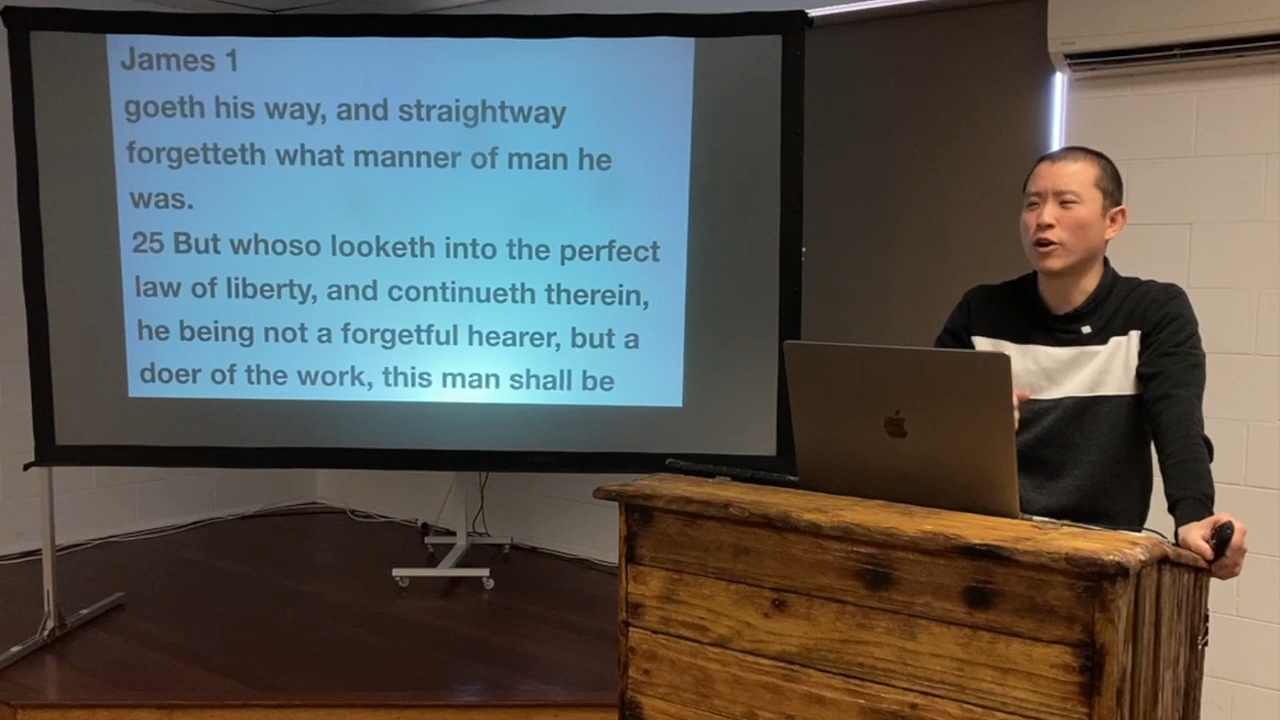 James 1
goeth his way, and straightway
forgetteth what manner of man he
was.
25 But whoso looketh into the perfect
law of liberty, and continueth therein,
he being not a forgetful hearer, but a
doer of the work, this man shall be